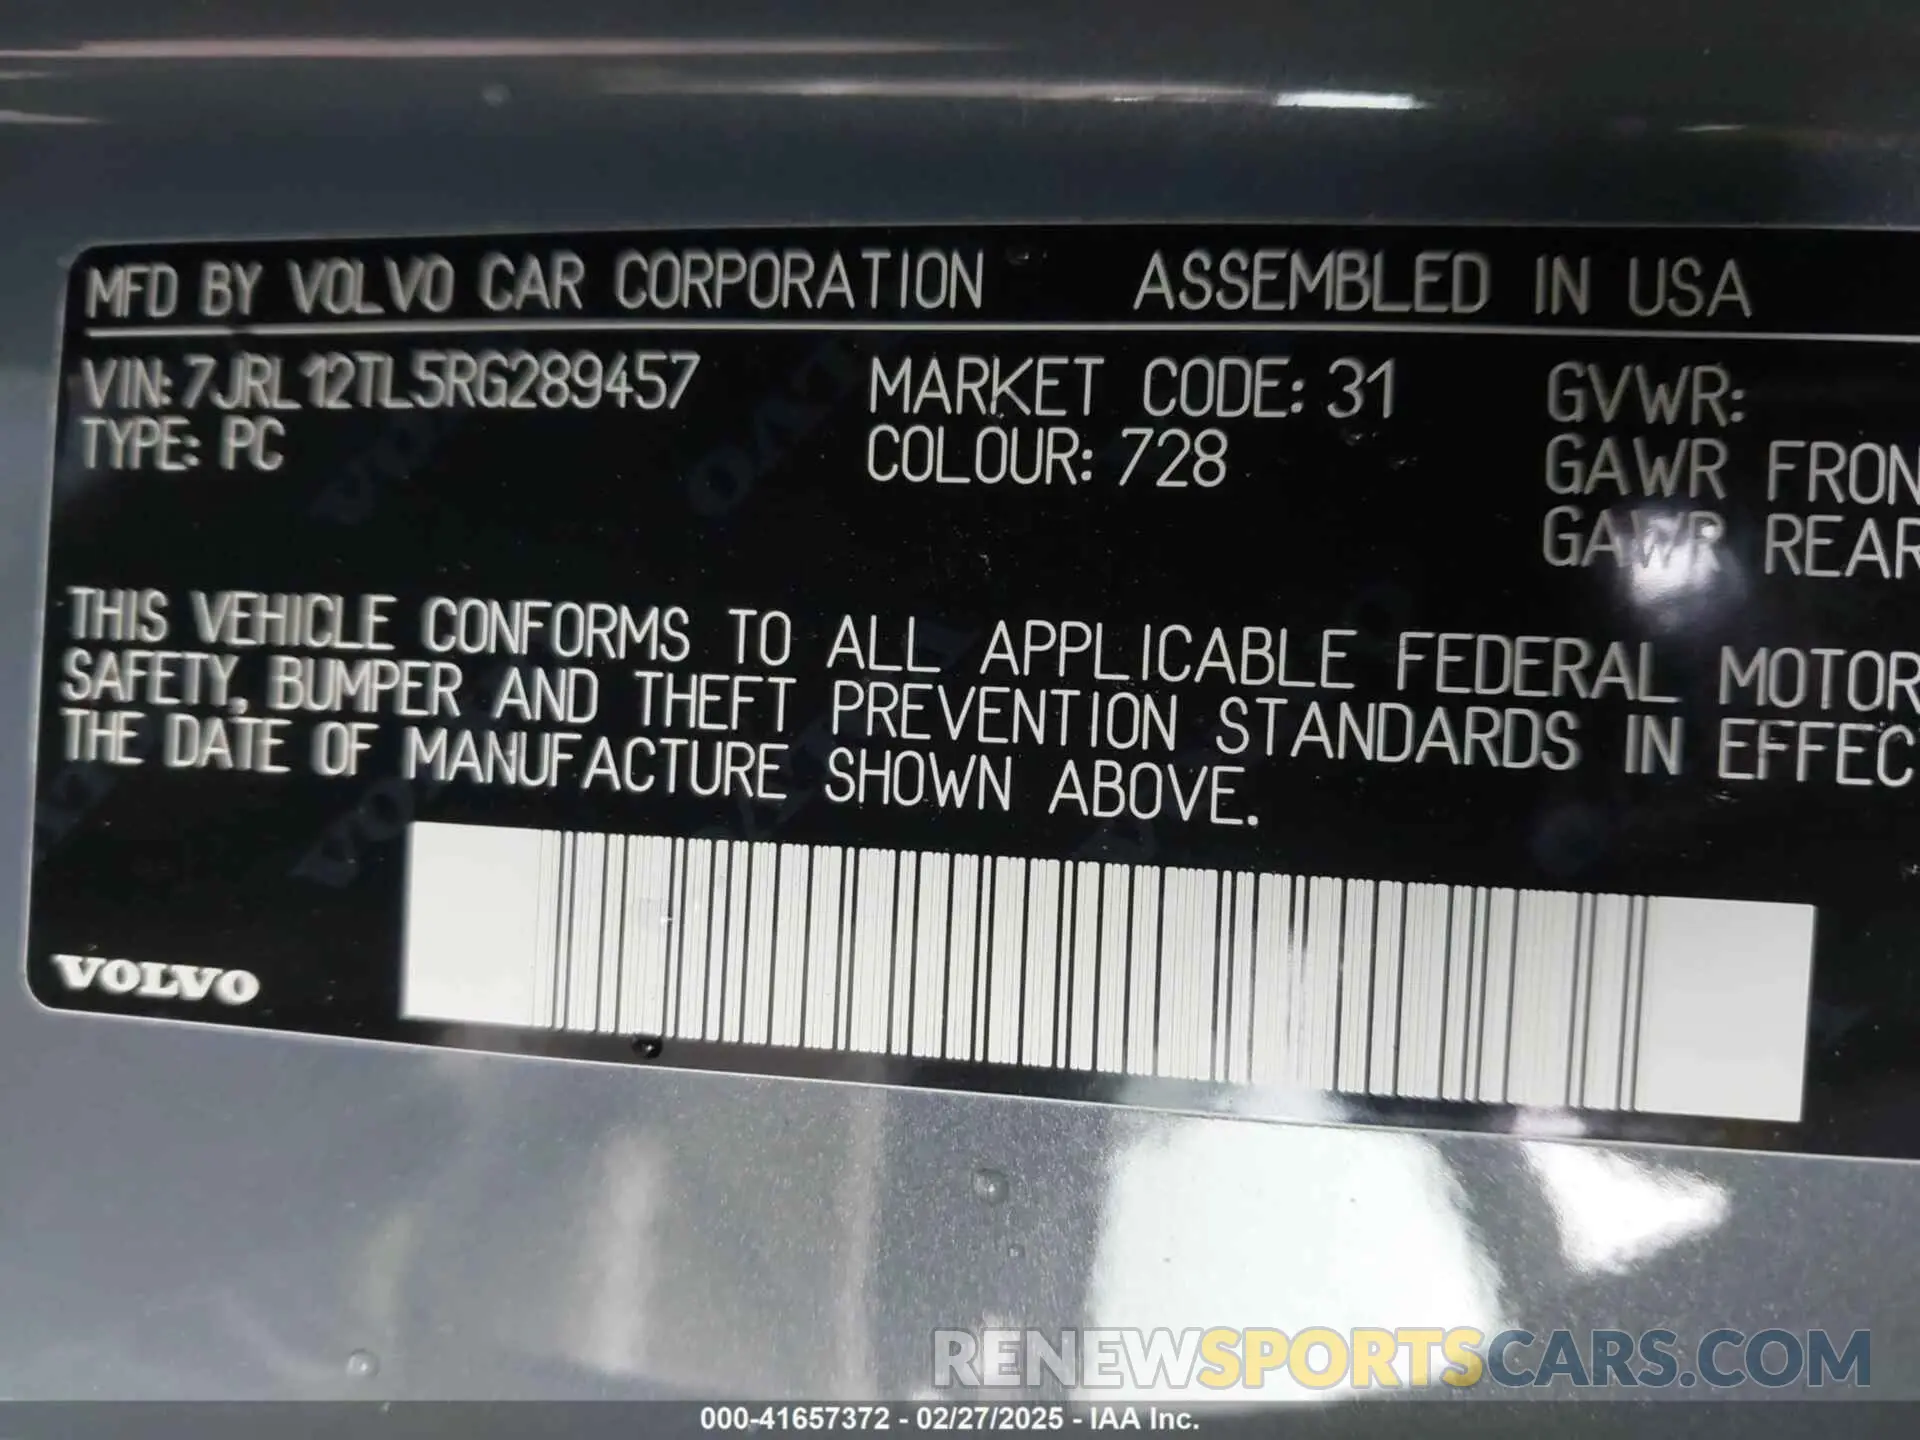 MFD BY VOLVO CAR CORPORATION ASSEMBLED IN USA
VIN: 7JRL12TL5RG289457 MARKET CODE: 31 GVWR:
TYPE: PC COLOUR: 728 GAWR FRON
GAWR REAR
THIS VEHICLE CONFORMS TO ALL APPLICABLE FEDERAL MOTOR
SAFETY, BUMPER AND THEFT PREVENTION STANDARDS IN EFFEC
THE DATE OF MANUFACTURE SHOWN ABOVE.
VOLVO
RENEWSPORTSCARS.COM
000-41657372 - 02/27/2025 - IAA Inc.